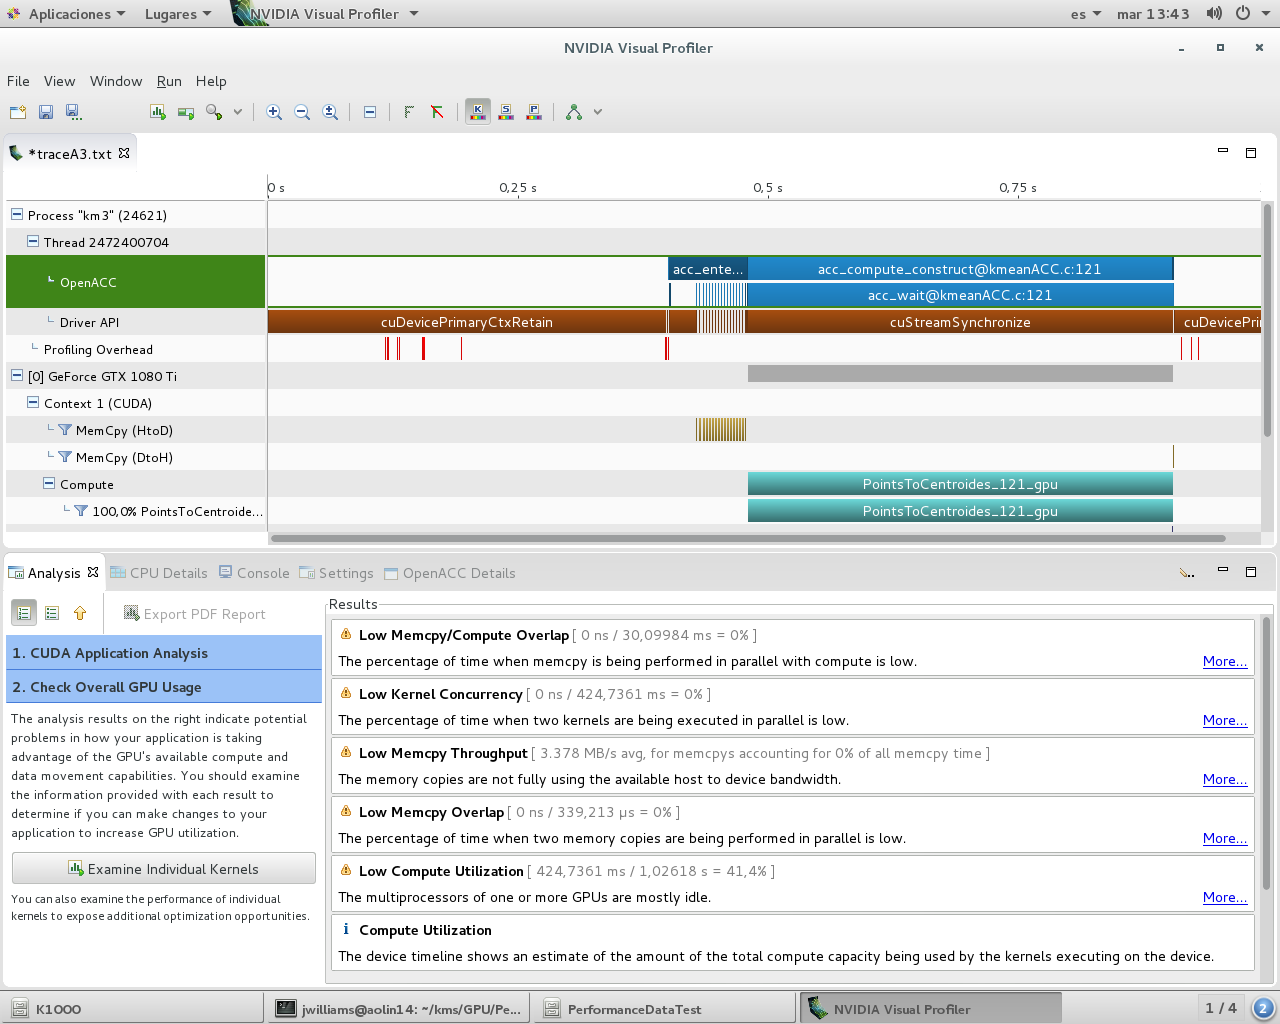 Aplicaciones Lugares NVIDIA Visual Profiler es mar 13:43
NVIDIA Visual Profiler
File View Window Run Help
K S P
*traceA3.txt
0 s 0,25 s 0,5 s 0,75 s
Process "km3" (24621)
Thread 2472400704
OpenACC acc_ente... acc_compute_construct@kmeanACC.c:121
acc_wait@kmeanACC.c:121
Driver API cuDevicePrimaryCtxRetain cuStreamSynchronize cuDevicePri
Profiling Overhead
[0] GeForce GTX 1080 Ti
Context 1 (CUDA)
MemCpy (HtoD)
MemCpy (DtoH)
Compute PointsToCentroides_121_gpu
100,0% PointsToCentroide... PointsToCentroides_121_gpu
Analysis CPU Details Console Settings OpenACC Details
Export PDF Report
1. CUDA Application Analysis
2. Check Overall GPU Usage
The analysis results on the right indicate potential
problems in how your application is taking
advantage of the GPU's available compute and
data movement capabilities. You should examine
the information provided with each result to
determine if you can make changes to your
application to increase GPU utilization.
Examine Individual Kernels
You can also examine the performance of individual
kernels to expose additional optimization opportunities.
Results
Low Memcpy/Compute Overlap [ 0 ns / 30,09984 ms = 0% ]
The percentage of time when memcpy is being performed in parallel with compute is low. More...
Low Kernel Concurrency [ 0 ns / 424,7361 ms = 0% ]
The percentage of time when two kernels are being executed in parallel is low. More...
Low Memcpy Throughput [ 3.378 MB/s avg, for memcpys accounting for 0% of all memcpy time ]
The memory copies are not fully using the available host to device bandwidth. More...
Low Memcpy Overlap [ 0 ns / 339,213 µs = 0% ]
The percentage of time when two memory copies are being performed in parallel is low. More...
Low Compute Utilization [ 424,7361 ms / 1,02618 s = 41,4% ]
The multiprocessors of one or more GPUs are mostly idle. More...
Compute Utilization
The device timeline shows an estimate of the amount of the total compute capacity being used by the kernels executing on the device.
K1000 jwilliams@aolin14: ~/kms/GPU/Pe... PerformanceDataTest NVIDIA Visual Profiler 1 / 4 2